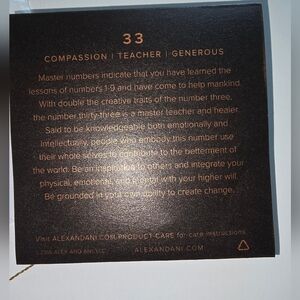 33
COMPASSION | TEACHER | GENEROUS
Master numbers indicate that you have learned the
lessons of numbers 1-9 and have come to help mankind.
With double the creative traits of the number three,
the number thirty-three is a master teacher and healer.
Said to be knowledgeable both emotionally and
intellectually, people who embody this number use
their whole selves to contribute to the betterment of
the world. Be an inspiration to others and integrate your
physical, emotional, and mental with your higher will.
Be grounded in your own ability to create change.
Visit ALEXANDANI.COM/PRODUCT CARE for care instructions.
ALEX AND ANI, LLC
ALEXANDANI.COM